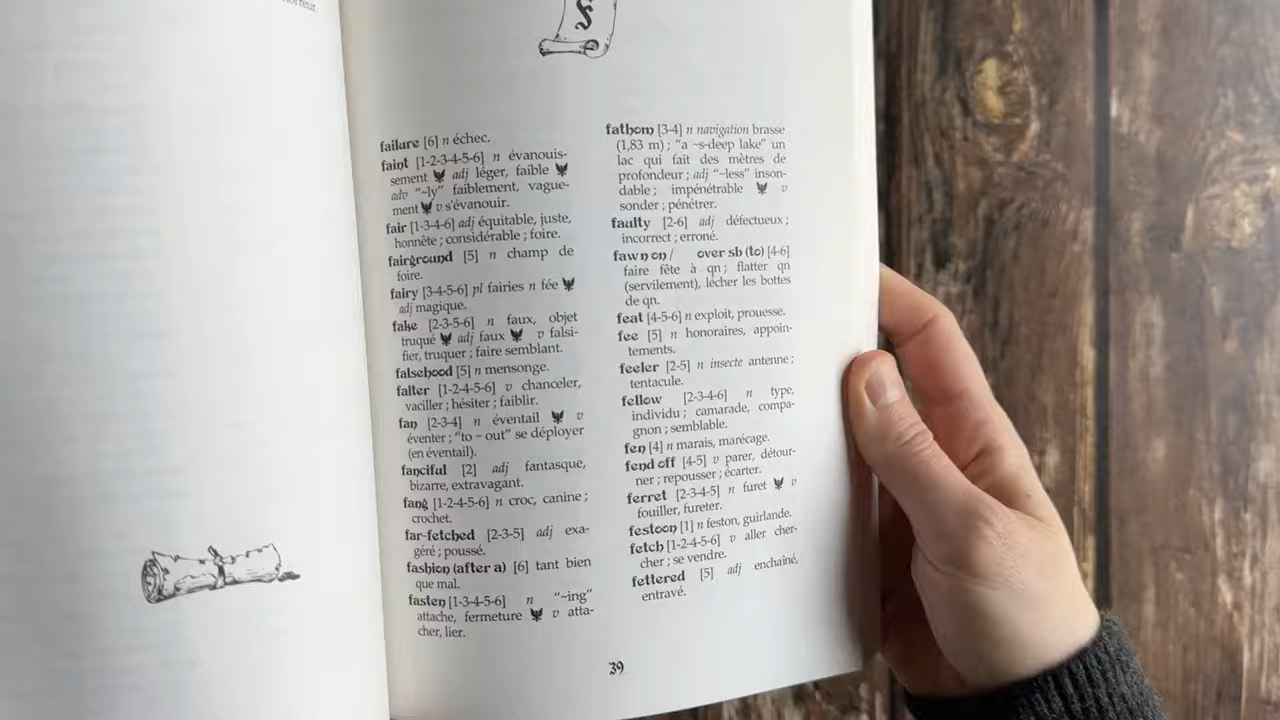 F
failure [6] n échec.
faint [1-2-3-4-5-6] n évanouis-
sement adj léger, faible
adv “~ly” faiblement, vague-
ment v s'évanouir.
fair [1-3-4-6] adj équitable, juste,
honnête ; considérable ; foire.
fairground [5] n champ de
foire.
fairy [3-4-5-6] pl fairies n fée
adj magique.
fake [2-3-5-6] n faux, objet
truqué adj faux v falsi-
fier, truquer ; faire semblant.
falsehood [5] n mensonge.
falter [1-2-4-5-6] v chanceler,
vaciller ; hésiter ; faiblir.
fan [2-3-4] n éventail v
éventer ; “to ~ out” se déployer
(en éventail).
fanciful [2] adj fantasque,
bizarre, extravagant.
fang [1-2-4-5-6] n croc, canine ;
crochet.
far-fetched [2-3-5] adj exa-
géré ; poussé.
fashion (after a) [6] tant bien
que mal.
fasten [1-3-4-5-6] n “~ing”
attache, fermeture v atta-
cher, lier.
fathom [3-4] n navigation brasse
(1,83 m) ; “a ~s-deep lake” un
lac qui fait des mètres de
profondeur ; adj “~less” inson-
dable ; impénétrable v
sonder ; pénétrer.
faulty [2-6] adj défectueux ;
incorrect ; erroné.
fawn on / over sb (to) [4-6]
faire fête à qn ; flatter qn
(servilement), lécher les bottes
de qn.
feat [4-5-6] n exploit, prouesse.
fee [5] n honoraires, appoin-
tements.
feeler [2-5] n insecte antenne ;
tentacule.
fellow [2-3-4-6] n type,
individu ; camarade, compa-
gnon ; semblable.
fen [4] n marais, marécage.
fend off [4-5] v parer, détour-
ner ; repousser ; écarter.
ferret [2-3-4-5] n furet v
fouiller, fureter.
festoon [1] n feston, guirlande.
fetch [1-2-4-5-6] v aller cher-
cher ; se vendre.
fettered [5] adj enchaîné,
entravé.
39